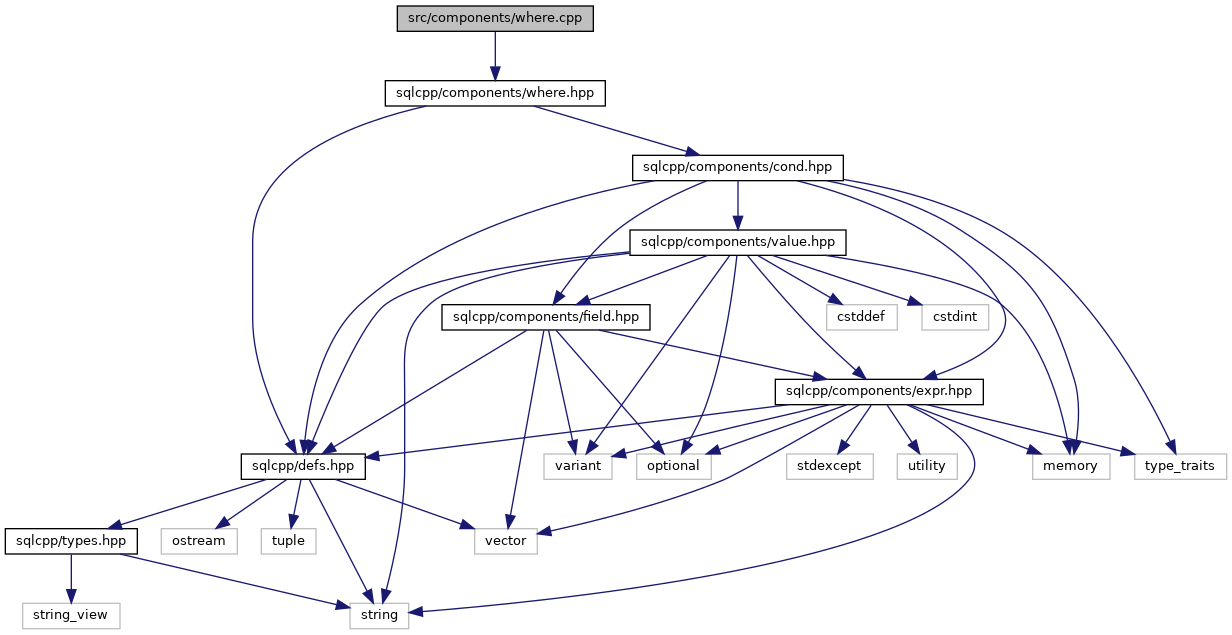 src/components/where.cpp
sqlcpp/components/where.hpp
sqlcpp/components/cond.hpp
sqlcpp/components/value.hpp
sqlcpp/components/field.hpp
cstddef
cstdint
sqlcpp/components/expr.hpp
sqlcpp/defs.hpp
variant
optional
stdexcept
utility
memory
type_traits
sqlcpp/types.hpp
ostream
tuple
vector
string_view
string